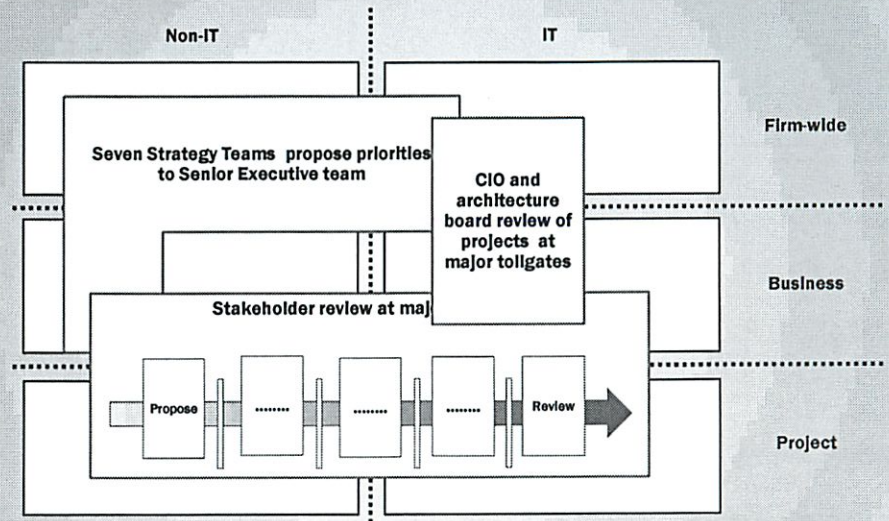 Non-IT
IT
Firm-wide
Seven Strategy Teams propose priorities
to Senior Executive team
CIO and
architecture
board review of
projects at
major tollgates
Business
Stakeholder review at maj
Propose
........
........
........
Review
Project